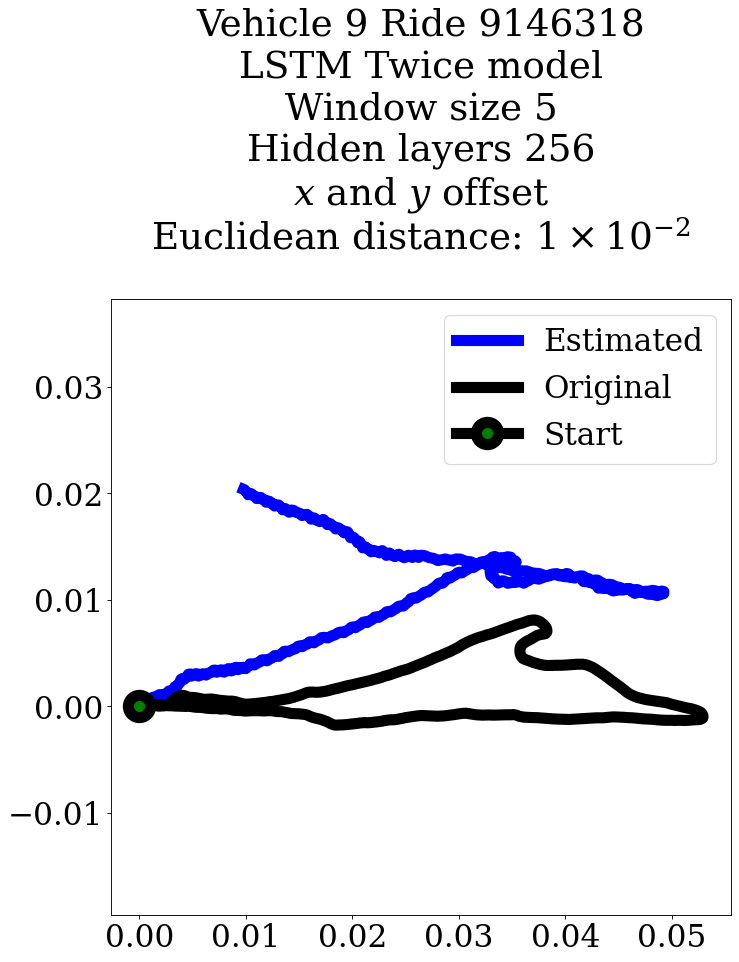 Vehicle 9 Ride 9146318
LSTM Twice model
Window size 5
Hidden layers 256
x and y offset
Euclidean distance: 1 × 10⁻²
Estimated
Original
Start
0.03
0.02
0.01
0.00
−0.01
0.00 0.01 0.02 0.03 0.04 0.05